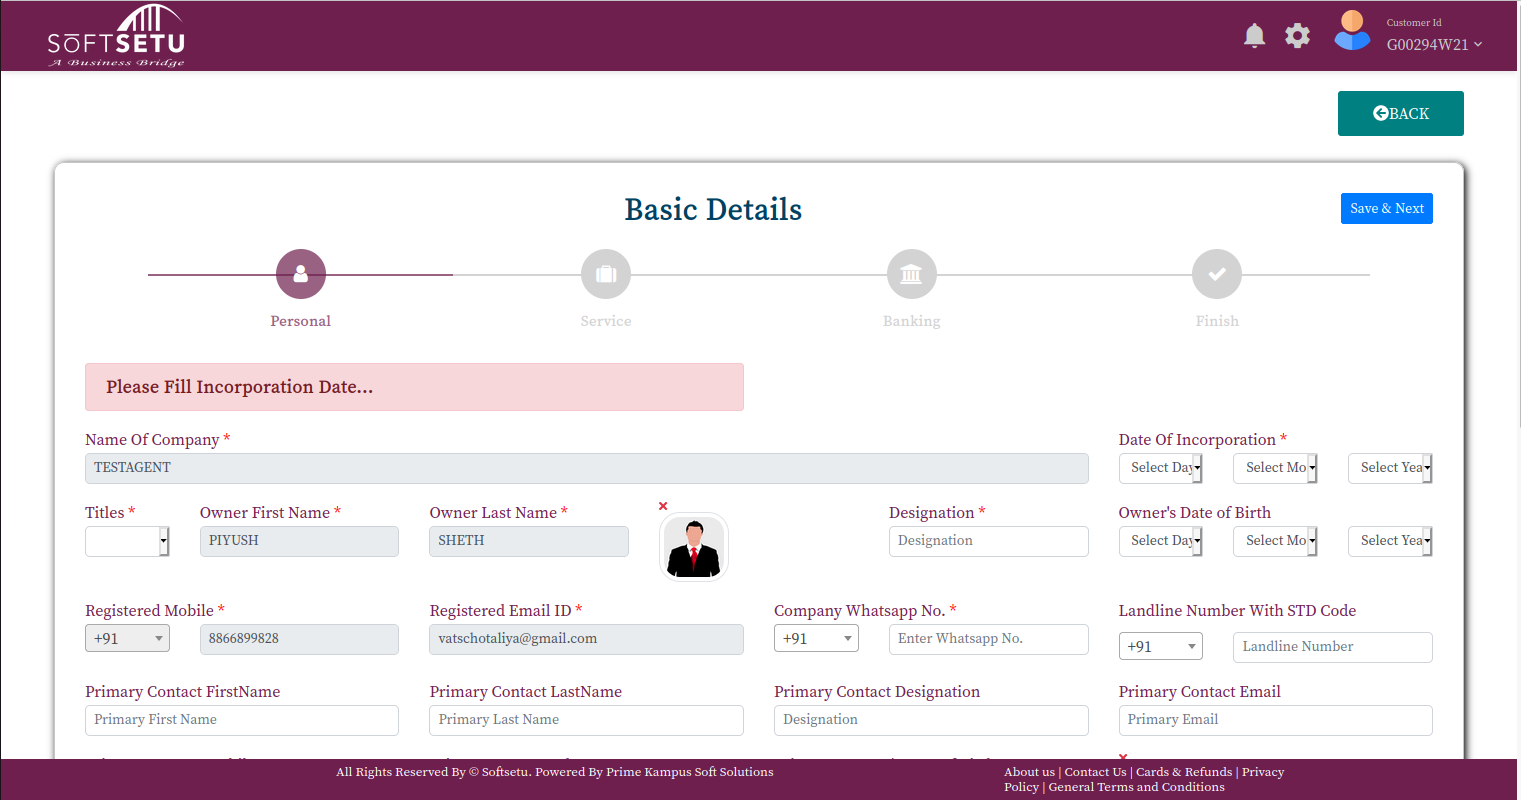 SOFTSETU
A Business Bridge
Customer Id
G00294W21
BACK
Basic Details
Save & Next
Personal
Service
Banking
Finish
Please Fill Incorporation Date...
Name Of Company *
Date Of Incorporation *
TESTAGENT
Select Day
Select Mo
Select Yea
Titles *
Owner First Name *
Owner Last Name *
Designation *
Owner's Date of Birth
PIYUSH
SHETH
Designation
Select Day
Select Mo
Select Yea
Registered Mobile *
Registered Email ID *
Company Whatsapp No. *
Landline Number With STD Code
+91
8866899828
vatschotaliya@gmail.com
+91
Enter Whatsapp No.
+91
Landline Number
Primary Contact FirstName
Primary Contact LastName
Primary Contact Designation
Primary Contact Email
Primary First Name
Primary Last Name
Designation
Primary Email
All Rights Reserved By © Softsetu. Powered By Prime Kampus Soft Solutions
About us | Contact Us | Cards & Refunds | Privacy
Policy | General Terms and Conditions